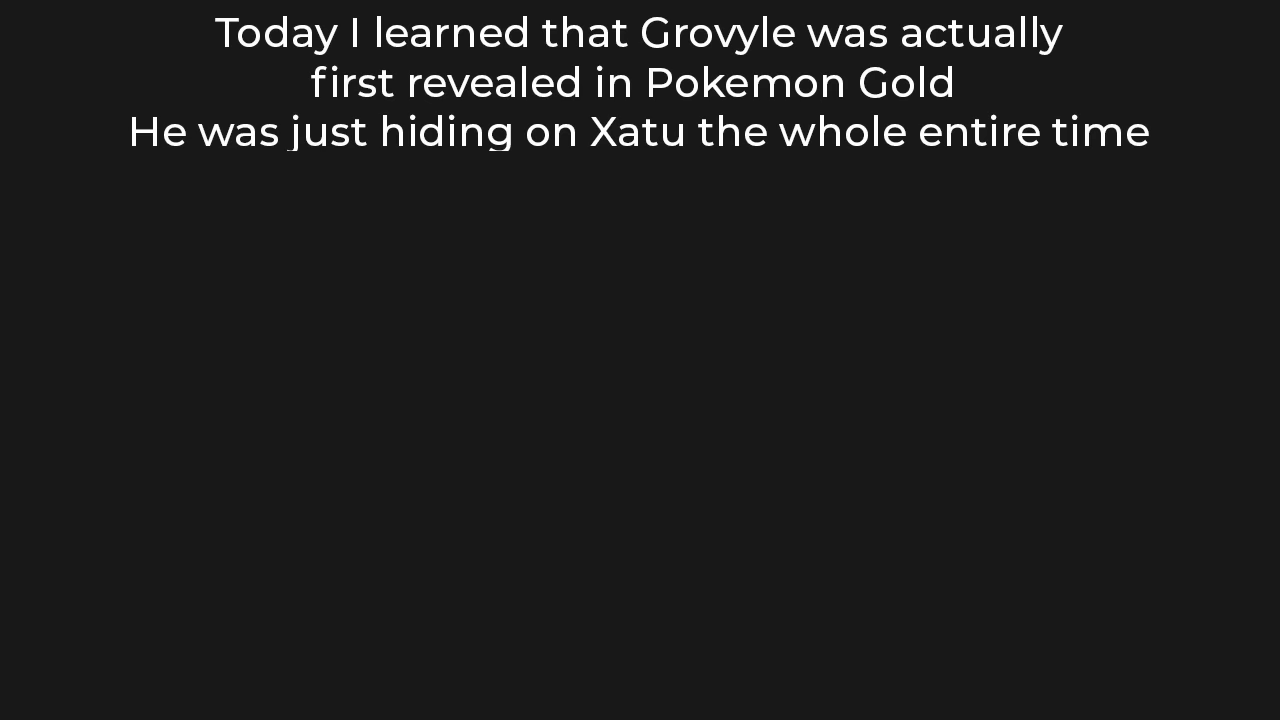 Today I learned that Grovyle was actually
first revealed in Pokemon Gold
He was just hiding on Xatu the whole entire time